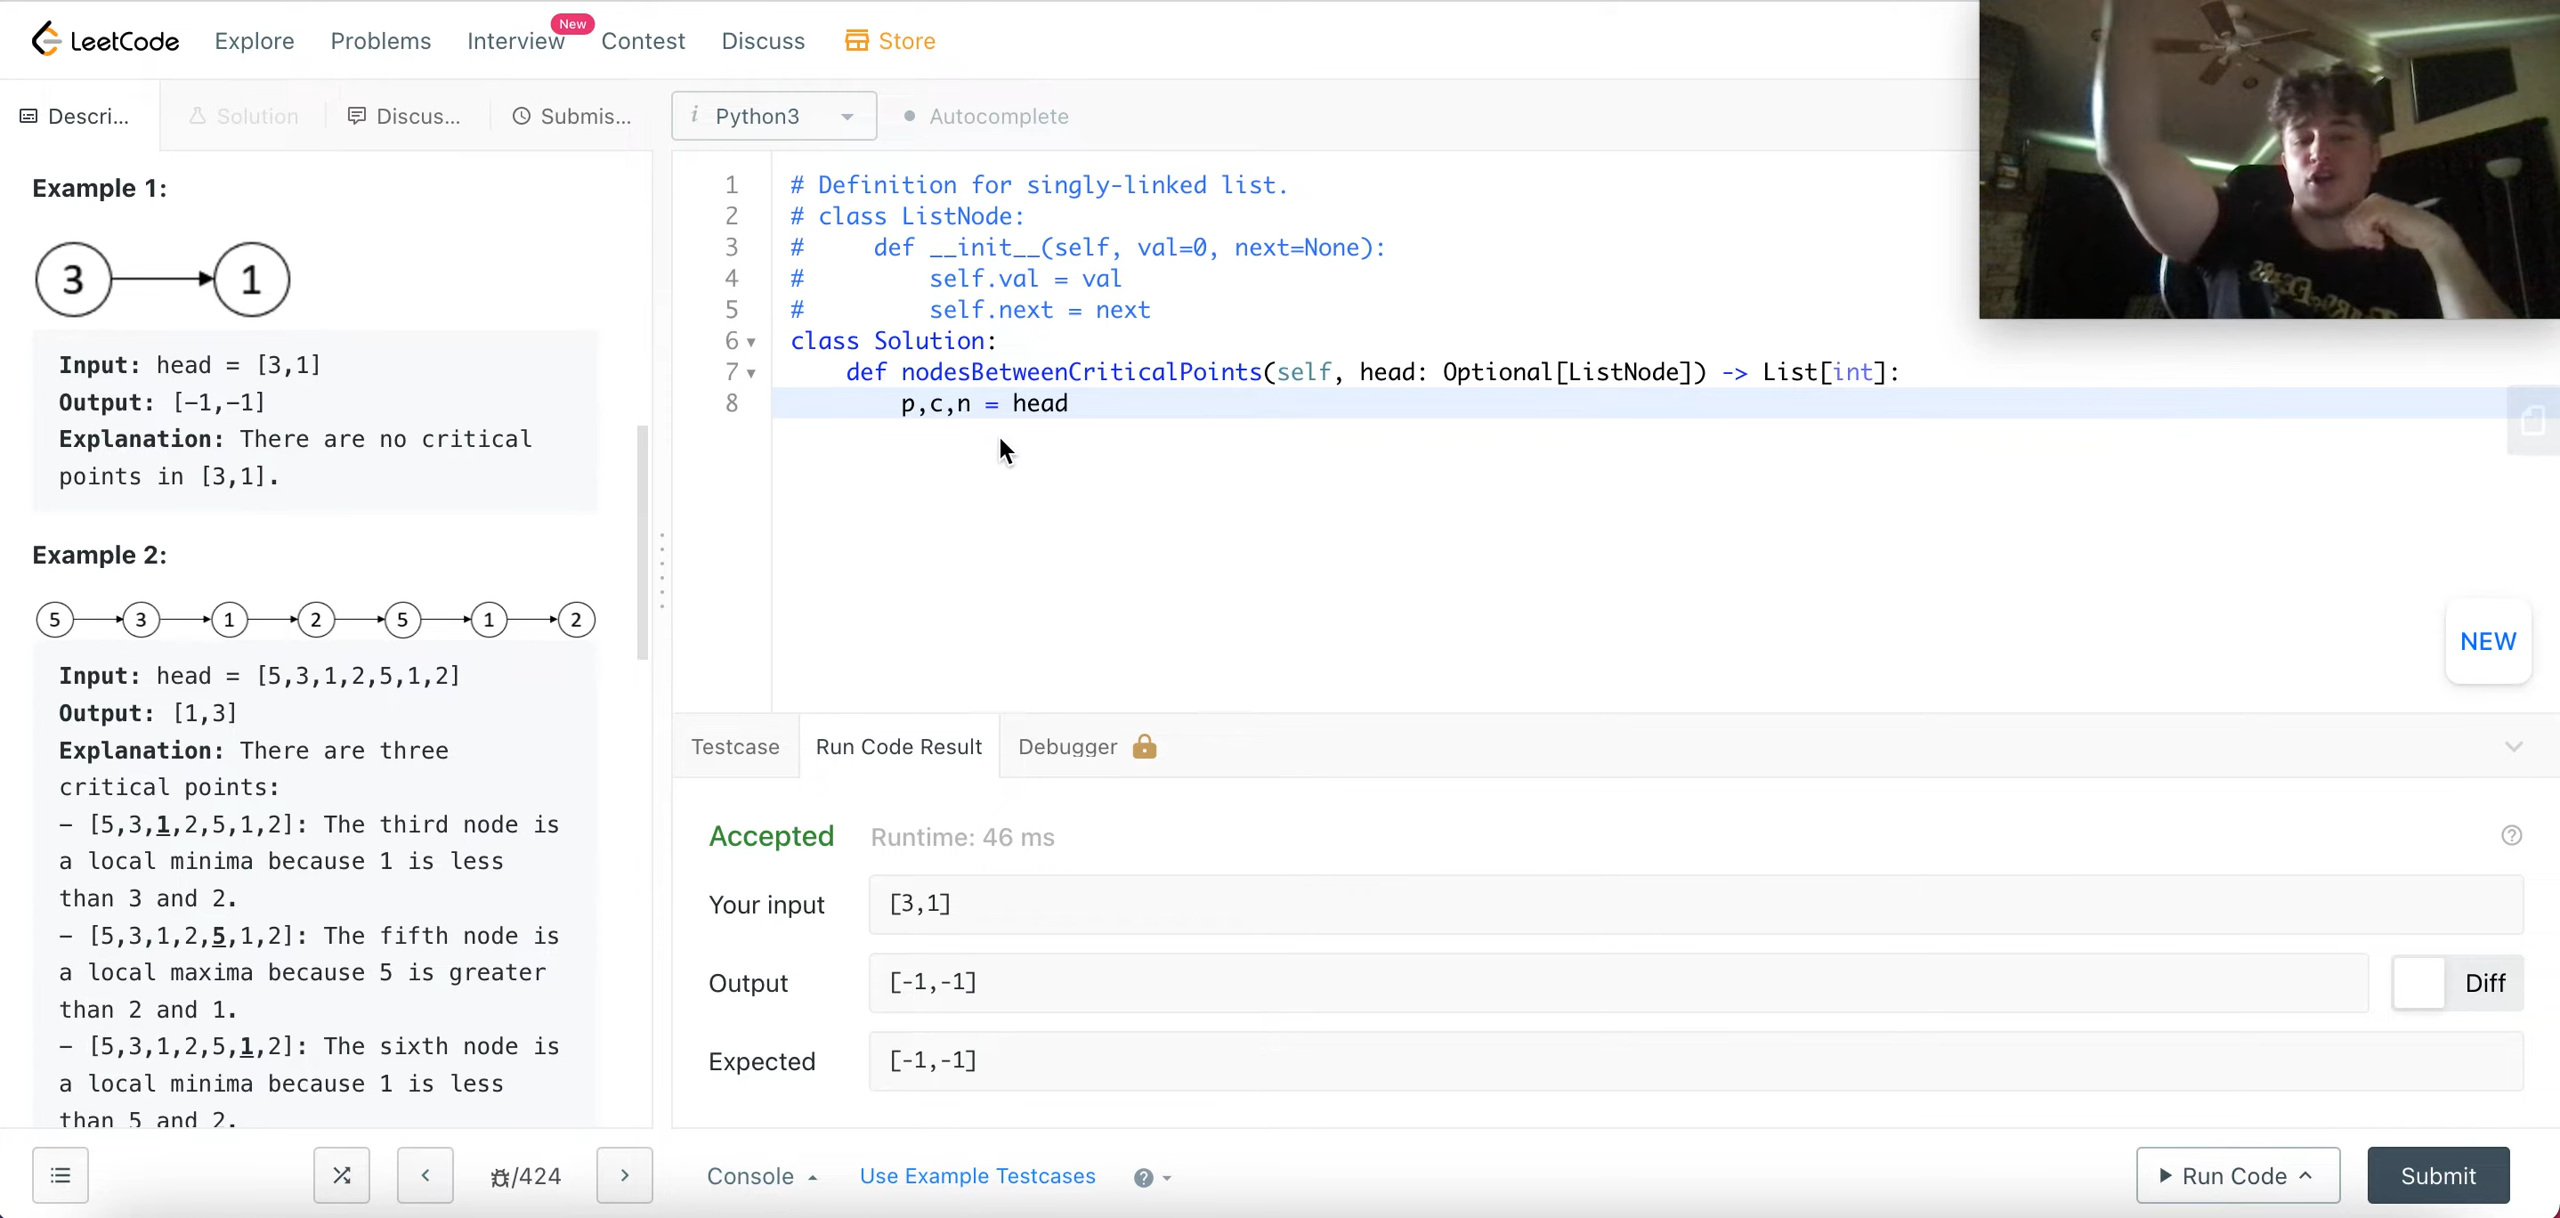 LeetCode
Explore
Problems
Interview
New
Contest
Discuss
Store
Descri...
Solution
Discus...
Submis...
i Python3
Autocomplete
Example 1:
3
1
Input: head = [3,1]
Output: [-1,-1]
Explanation: There are no critical
points in [3,1].
Example 2:
5 3 1 2 5 1 2
Input: head = [5,3,1,2,5,1,2]
Output: [1,3]
Explanation: There are three
critical points:
- [5,3,1,2,5,1,2]: The third node is
a local minima because 1 is less
than 3 and 2.
- [5,3,1,2,5,1,2]: The fifth node is
a local maxima because 5 is greater
than 2 and 1.
- [5,3,1,2,5,1,2]: The sixth node is
a local minima because 1 is less
than 5 and 2.
1 # Definition for singly-linked list.
2 # class ListNode:
3 #     def __init__(self, val=0, next=None):
4 #         self.val = val
5 #         self.next = next
6 class Solution:
7     def nodesBetweenCriticalPoints(self, head: Optional[ListNode]) -> List[int]:
8         p,c,n = head
NEW
Testcase
Run Code Result
Debugger
Accepted
Runtime: 46 ms
Your input
[3,1]
Output
[-1,-1]
Diff
Expected
[-1,-1]
/424
Console
Use Example Testcases
Run Code
Submit